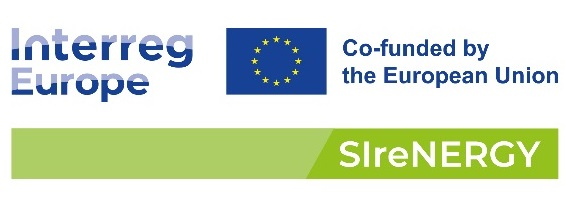 Interreg
Europe
Co-funded by
the European Union
SIreNERGY